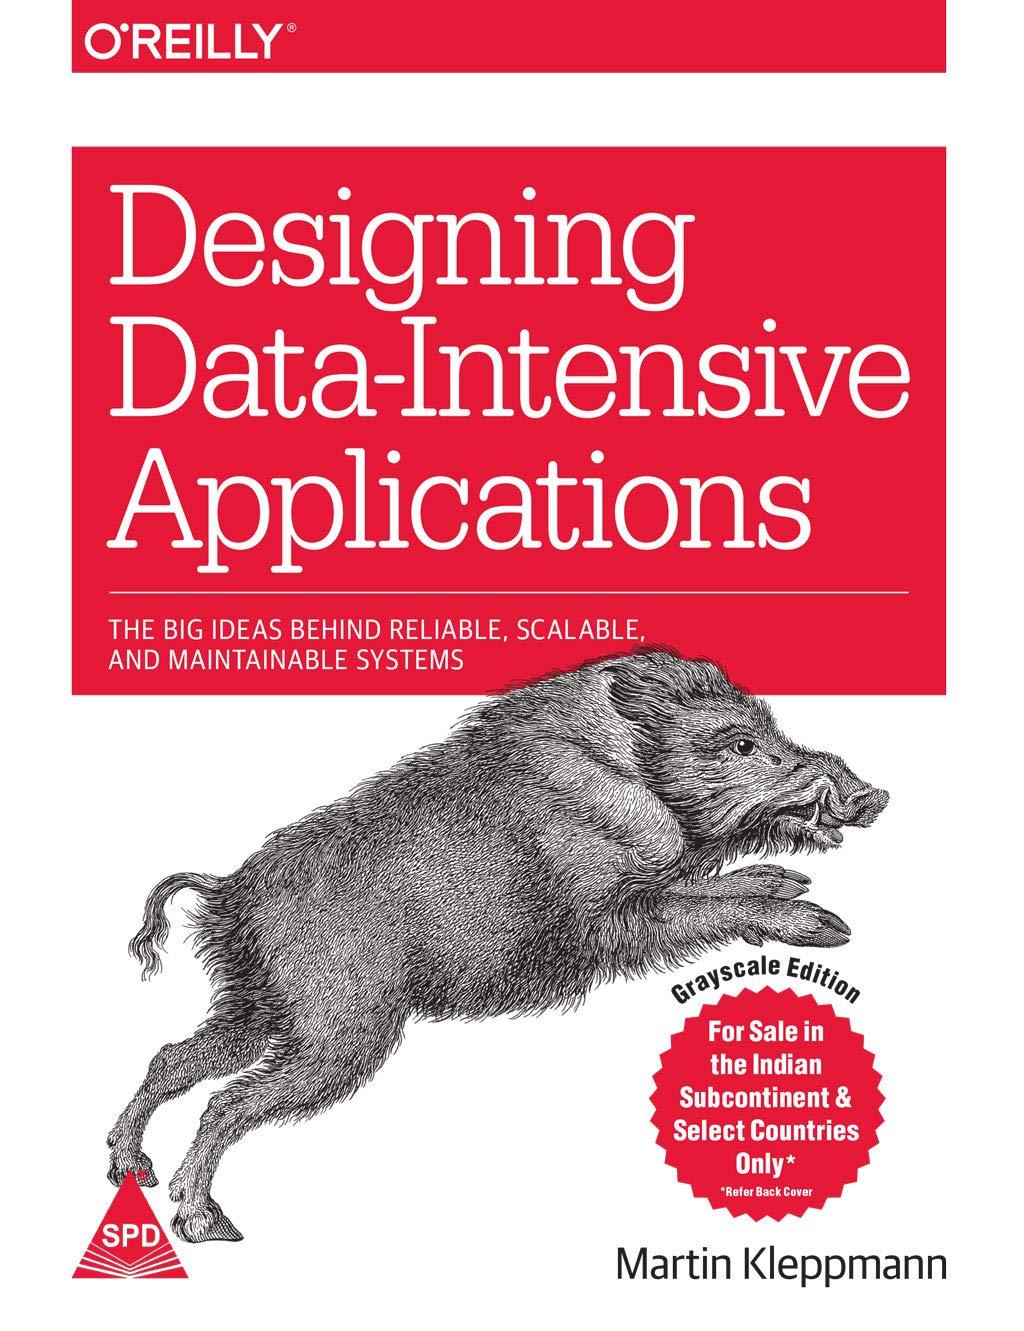 O'REILLY®
Designing
Data-Intensive
Applications
THE BIG IDEAS BEHIND RELIABLE, SCALABLE,
AND MAINTAINABLE SYSTEMS
Grayscale Edition
For Sale in
the Indian
Subcontinent &
Select Countries
Only*
*Refer Back Cover
SPD
Martin Kleppmann